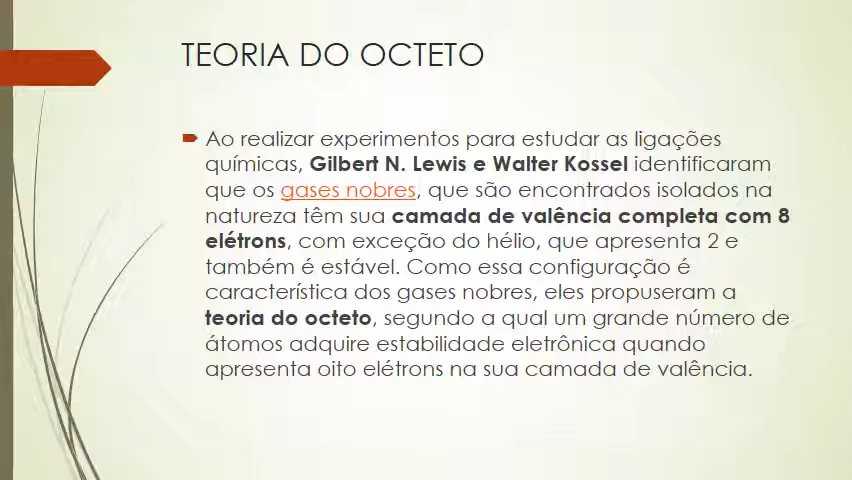 TEORIA DO OCTETO
Ao realizar experimentos para estudar as ligações
químicas, Gilbert N. Lewis e Walter Kossel identificaram
que os gases nobres, que são encontrados isolados na
natureza têm sua camada de valência completa com 8
elétrons, com exceção do hélio, que apresenta 2 e
também é estável. Como essa configuração é
característica dos gases nobres, eles propuseram a
teoria do octeto, segundo a qual um grande número de
átomos adquire estabilidade eletrônica quando
apresenta oito elétrons na sua camada de valência.